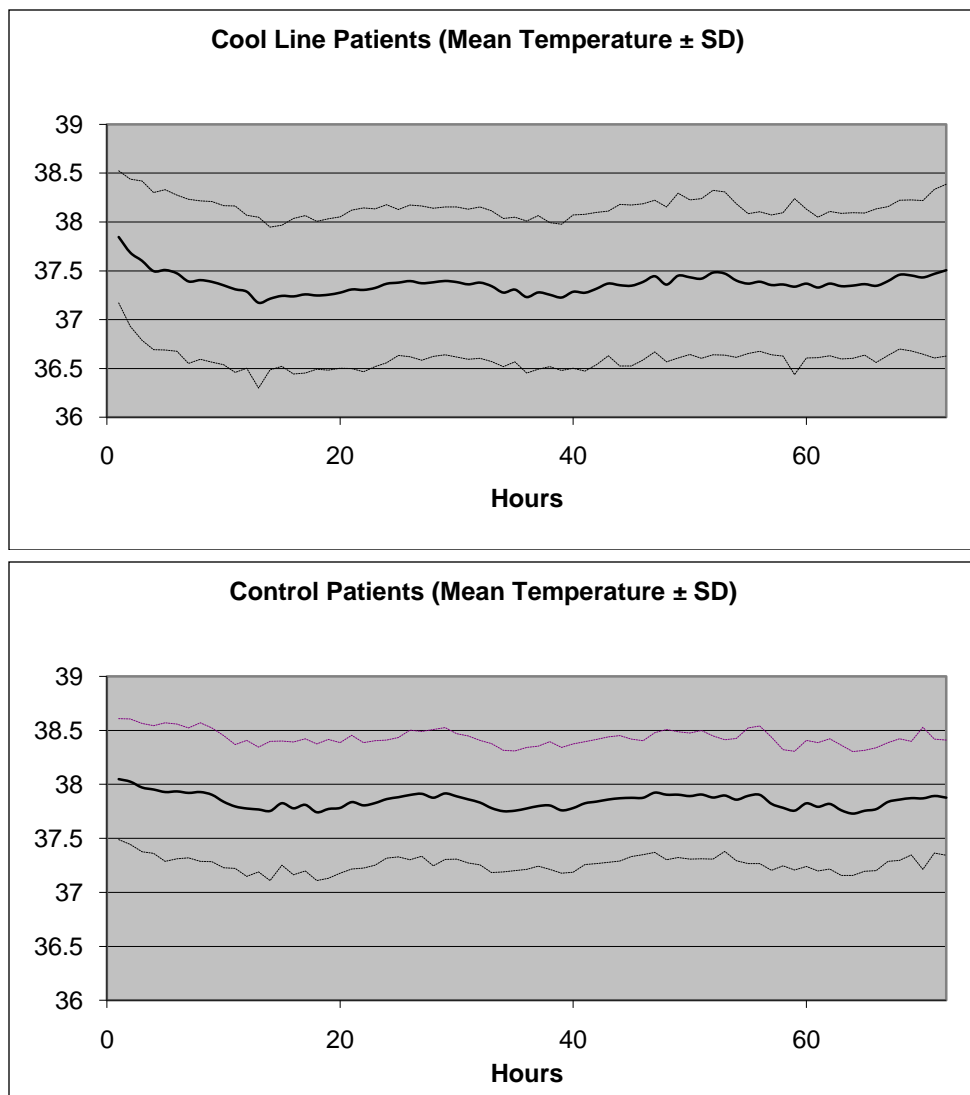 Cool Line Patients (Mean Temperature ± SD)
39
38.5
38
37.5
37
36.5
36
0 20 40 60
Hours
Control Patients (Mean Temperature ± SD)
39
38.5
38
37.5
37
36.5
36
0 20 40 60
Hours